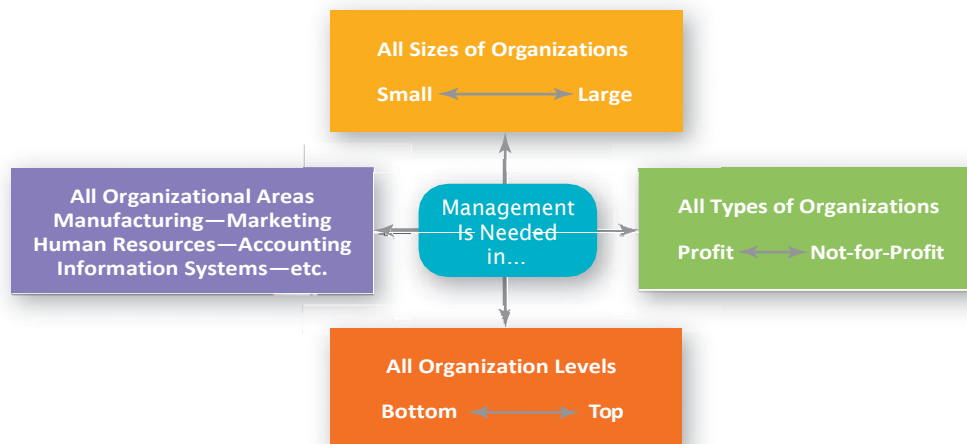 All Sizes of Organizations
Small Large
All Organizational Areas
Manufacturing—Marketing
Human Resources—Accounting
Information Systems—etc.
Management
Is Needed
in...
All Types of Organizations
Profit Not-for-Profit
All Organization Levels
Bottom Top